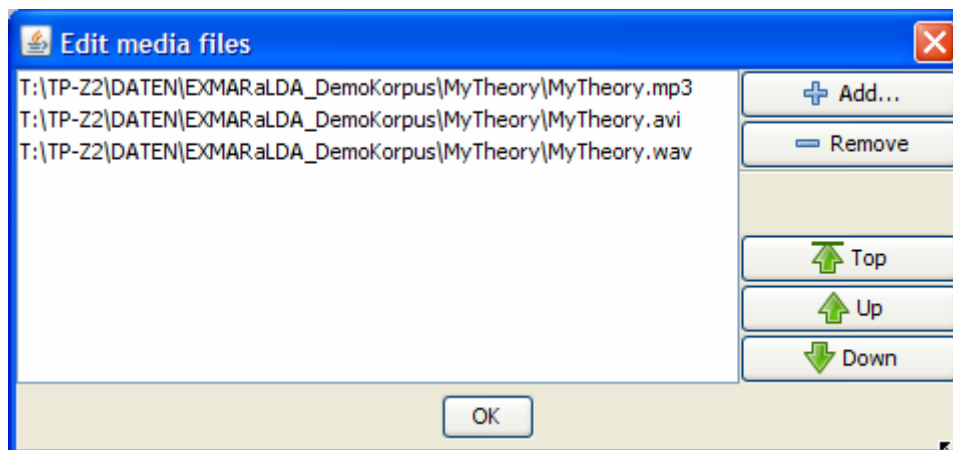 Edit media files
T:\TP-Z2\DATEN\EXMARaLDA_DemoKorpus\MyTheory\MyTheory.mp3
T:\TP-Z2\DATEN\EXMARaLDA_DemoKorpus\MyTheory\MyTheory.avi
T:\TP-Z2\DATEN\EXMARaLDA_DemoKorpus\MyTheory\MyTheory.wav
Add...
Remove
Top
Up
Down
OK